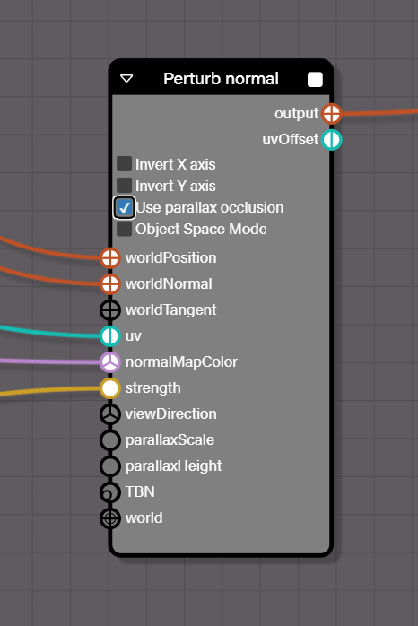 Perturb normal
output
uvOffset
Invert X axis
Invert Y axis
Use parallax occlusion
Object Space Mode
worldPosition
worldNormal
worldTangent
uv
normalMapColor
strength
viewDirection
parallaxScale
parallaxHeight
TBN
world